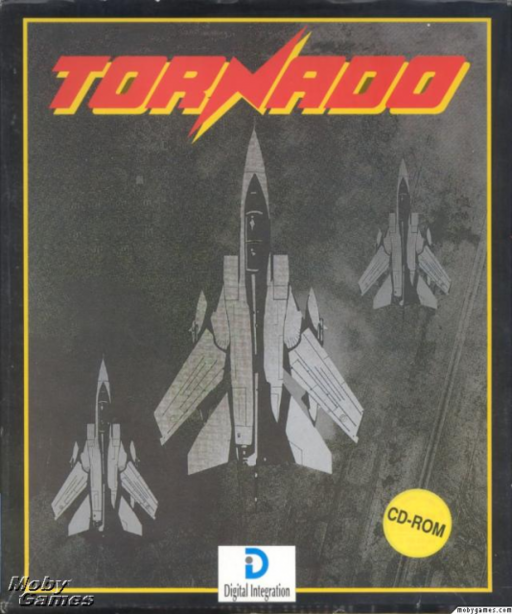 TORNADO
CD-ROM
Digital Integration
Moby
Games
mobygames.com